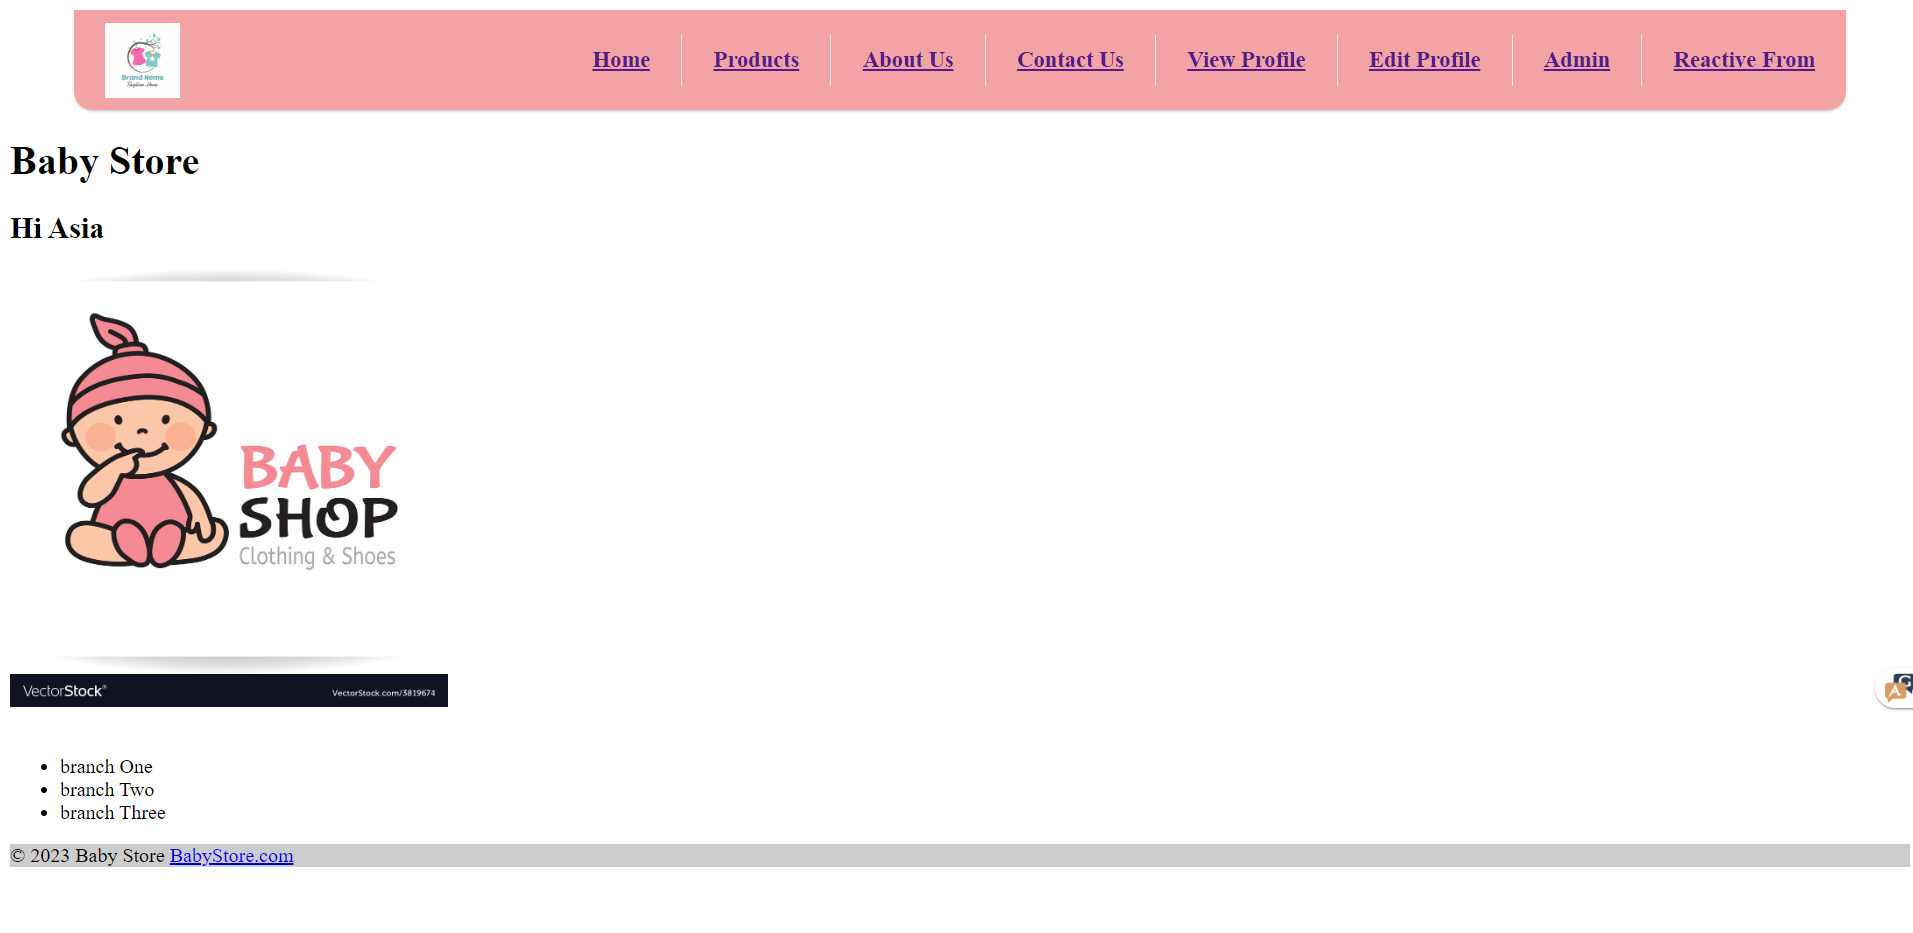 Brand Name
Tagline Here
Home
Products
About Us
Contact Us
View Profile
Edit Profile
Admin
Reactive From
Baby Store
Hi Asia
BABY
SHOP
Clothing & Shoes
VectorStock®
VectorStock.com/3819674
G
A
• branch One
• branch Two
• branch Three
© 2023 Baby Store BabyStore.com